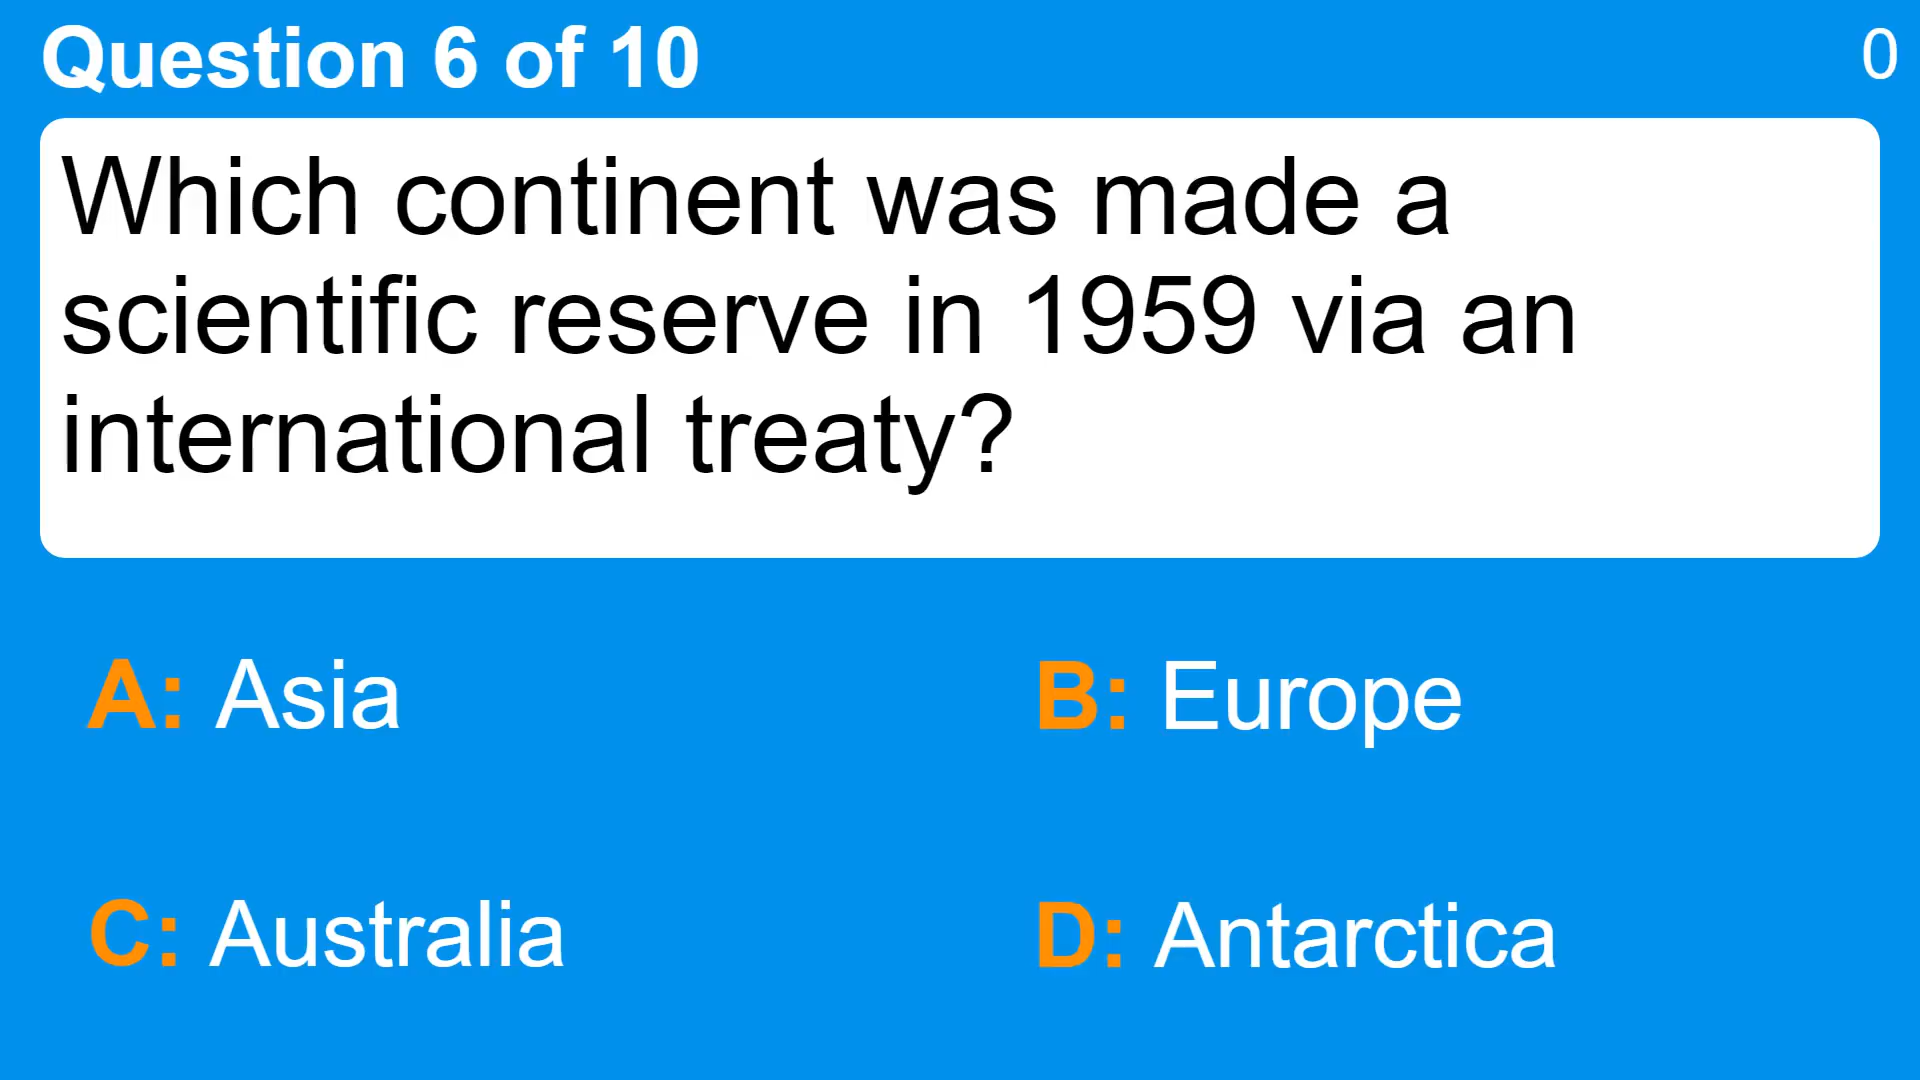 Question 6 of 10
0
Which continent was made a
scientific reserve in 1959 via an
international treaty?
A: Asia
B: Europe
C: Australia
D: Antarctica